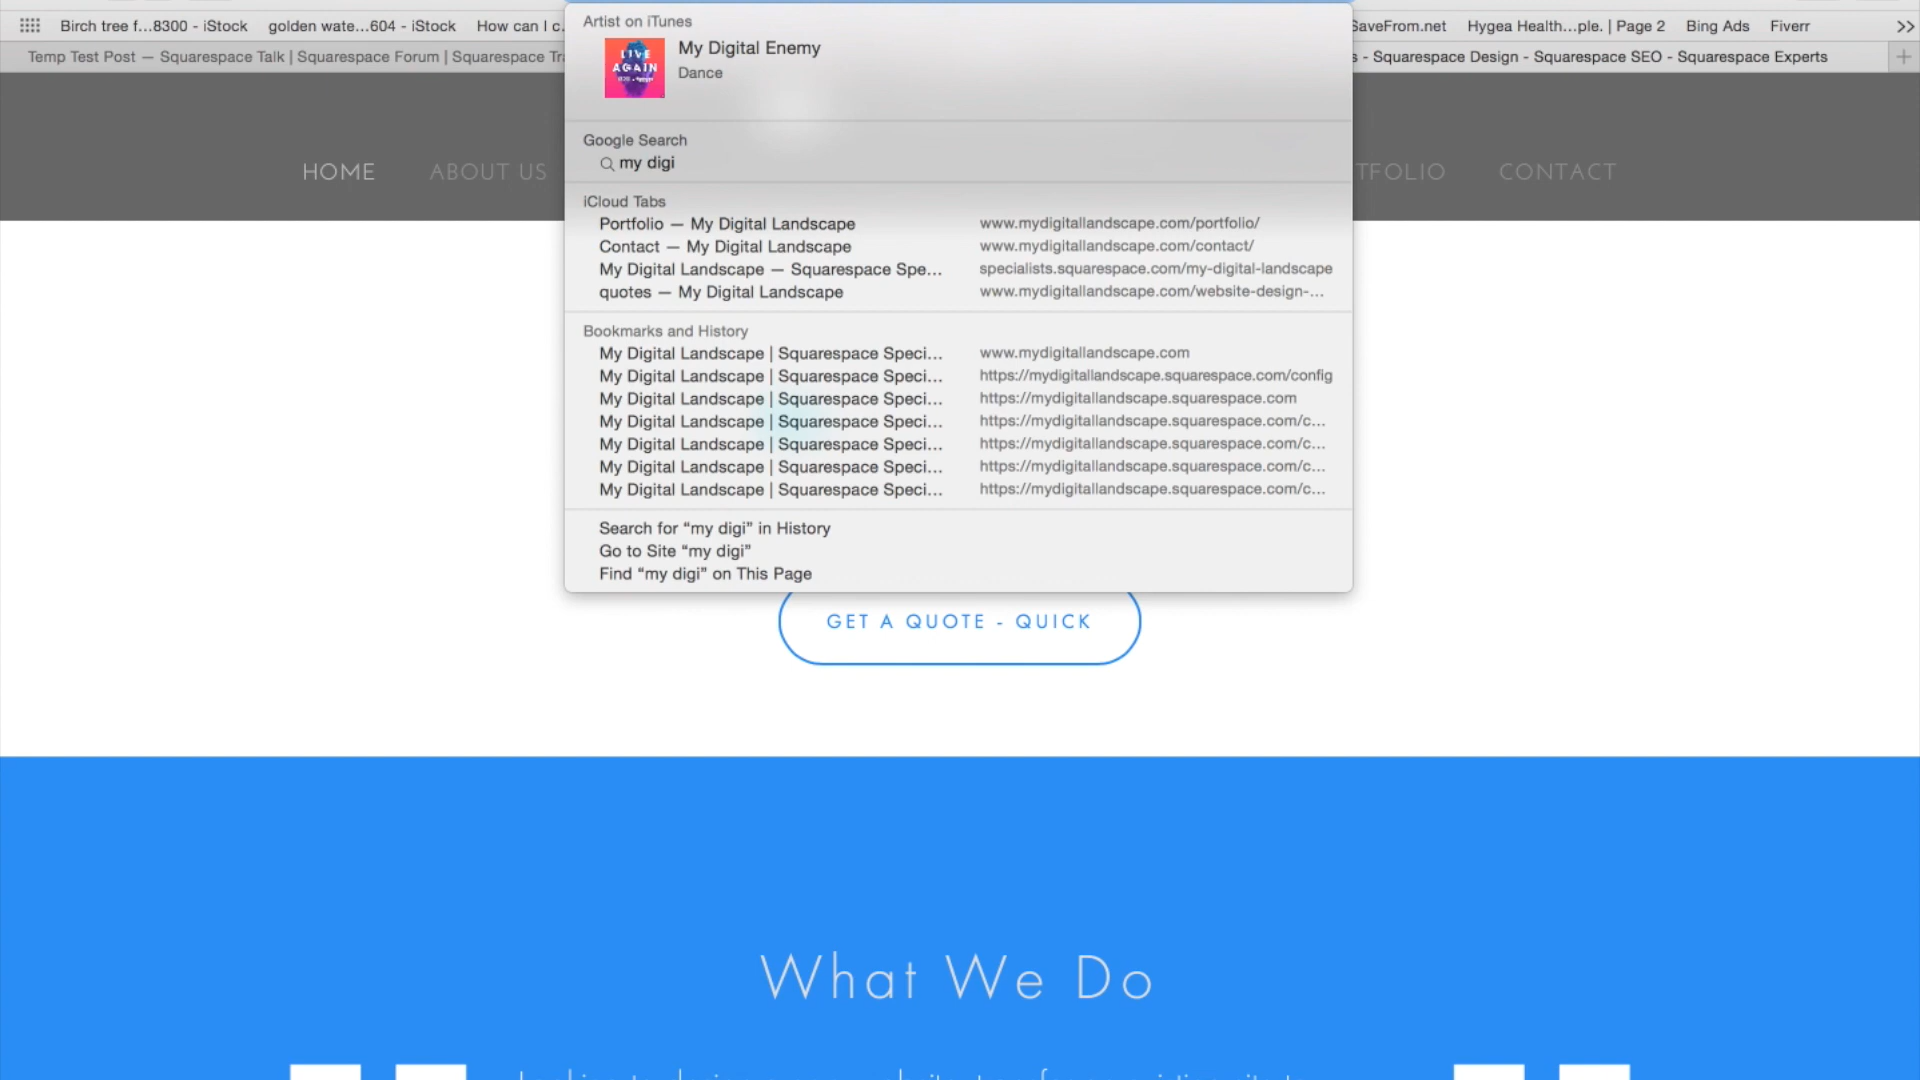 Artist on iTunes
My Digital Enemy
Dance
LIVE
AGAIN
Birch tree f...8300 - iStock golden wate...604 - iStock How can I c. SaveFrom.net Hygea Health...ple. | Page 2 Bing Ads Fiverr >>
Temp Test Post — Squarespace Talk | Squarespace Forum | Squarespace Tra s - Squarespace Design - Squarespace SEO - Squarespace Experts +
HOME ABOUT US TFOLIO CONTACT
Google Search
my digi
iCloud Tabs
Portfolio — My Digital Landscape www.mydigitallandscape.com/portfolio/
Contact — My Digital Landscape www.mydigitallandscape.com/contact/
My Digital Landscape — Squarespace Spe... specialists.squarespace.com/my-digital-landscape
quotes — My Digital Landscape www.mydigitallandscape.com/website-design-...
Bookmarks and History
My Digital Landscape | Squarespace Speci... www.mydigitallandscape.com
My Digital Landscape | Squarespace Speci... https://mydigitallandscape.squarespace.com/config
My Digital Landscape | Squarespace Speci... https://mydigitallandscape.squarespace.com
My Digital Landscape | Squarespace Speci... https://mydigitallandscape.squarespace.com/c...
My Digital Landscape | Squarespace Speci... https://mydigitallandscape.squarespace.com/c...
My Digital Landscape | Squarespace Speci... https://mydigitallandscape.squarespace.com/c...
My Digital Landscape | Squarespace Speci... https://mydigitallandscape.squarespace.com/c...
Search for “my digi” in History
Go to Site “my digi”
Find “my digi” on This Page
GET A QUOTE - QUICK
What We Do